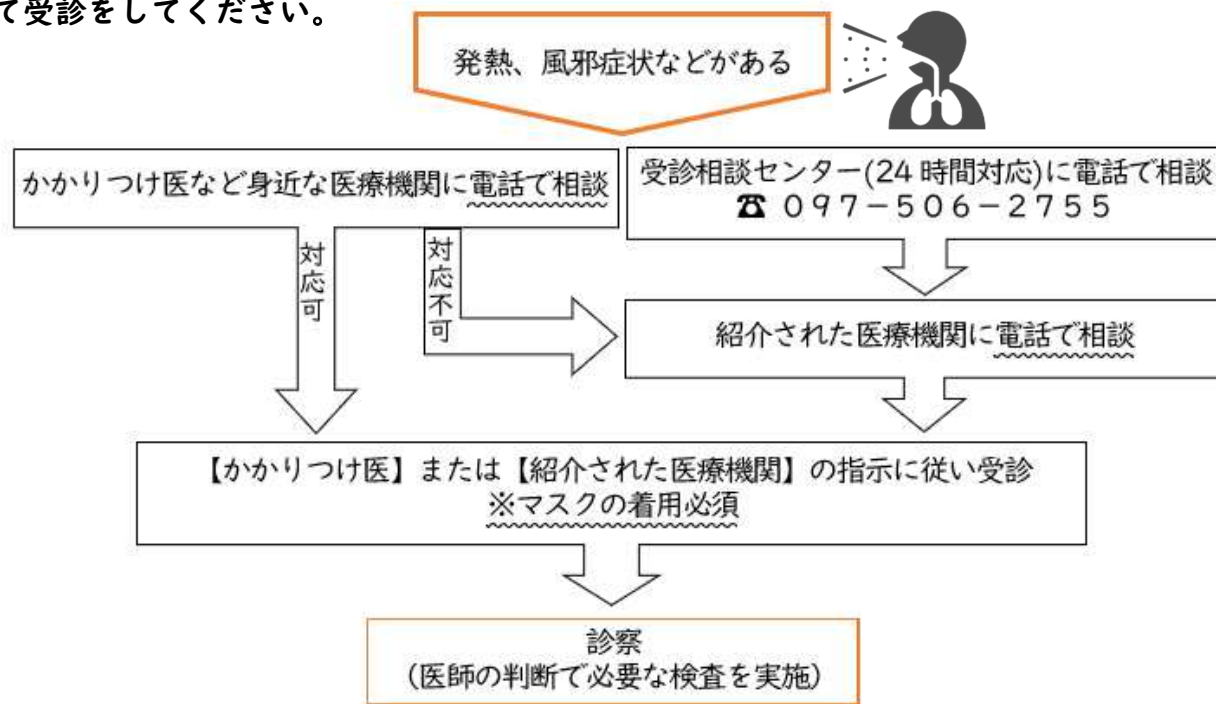 て受診をしてください。
発熱、風邪症状などがある
かかりつけ医など身近な医療機関に電話で相談
受診相談センター(24時間対応)に電話で相談
☎ 097-506-2755
対応可
対応不可
紹介された医療機関に電話で相談
【かかりつけ医】または【紹介された医療機関】の指示に従い受診
※マスクの着用必須
診察
(医師の判断で必要な検査を実施)